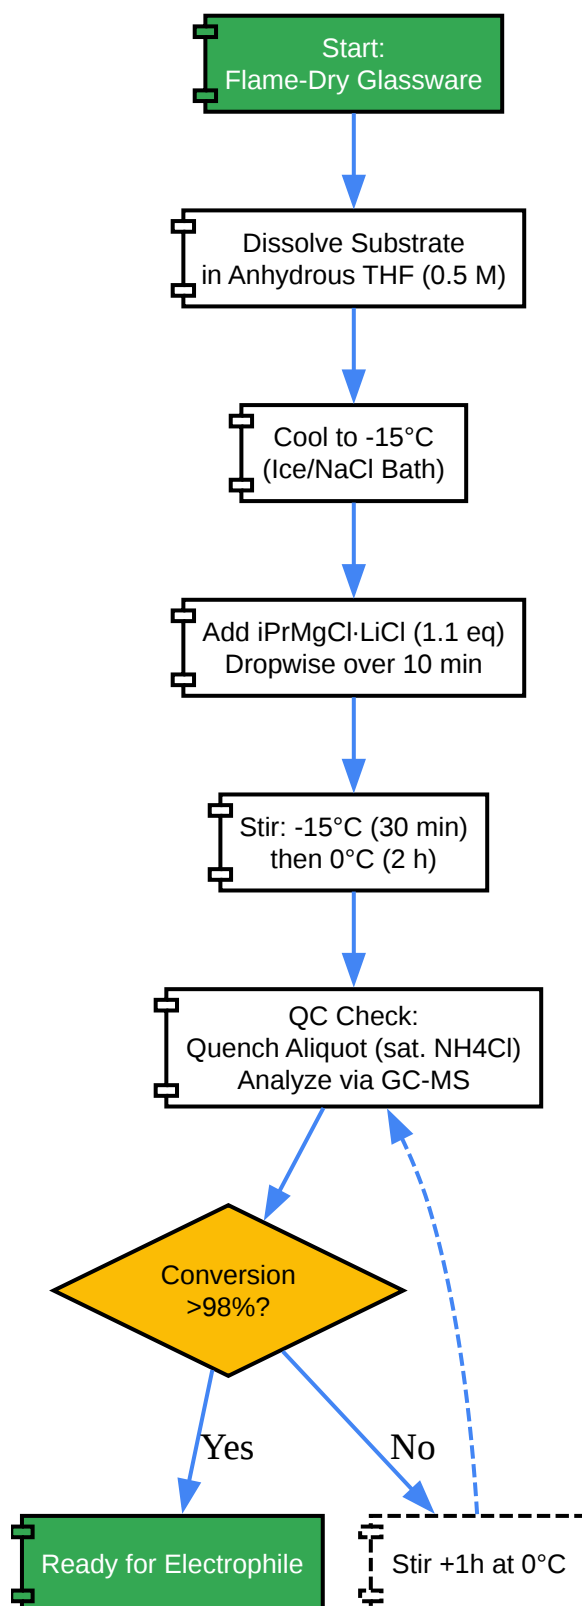 Start:
Flame-Dry Glassware
Dissolve Substrate
in Anhydrous THF (0.5 M)
Cool to -15°C
(Ice/NaCl Bath)
Add iPrMgCl·LiCl (1.1 eq)
Dropwise over 10 min
Stir: -15°C (30 min)
then 0°C (2 h)
QC Check:
Quench Aliquot (sat. NH4Cl)
Analyze via GC-MS
Conversion
>98%?
Yes
No
Ready for Electrophile
Stir +1h at 0°C